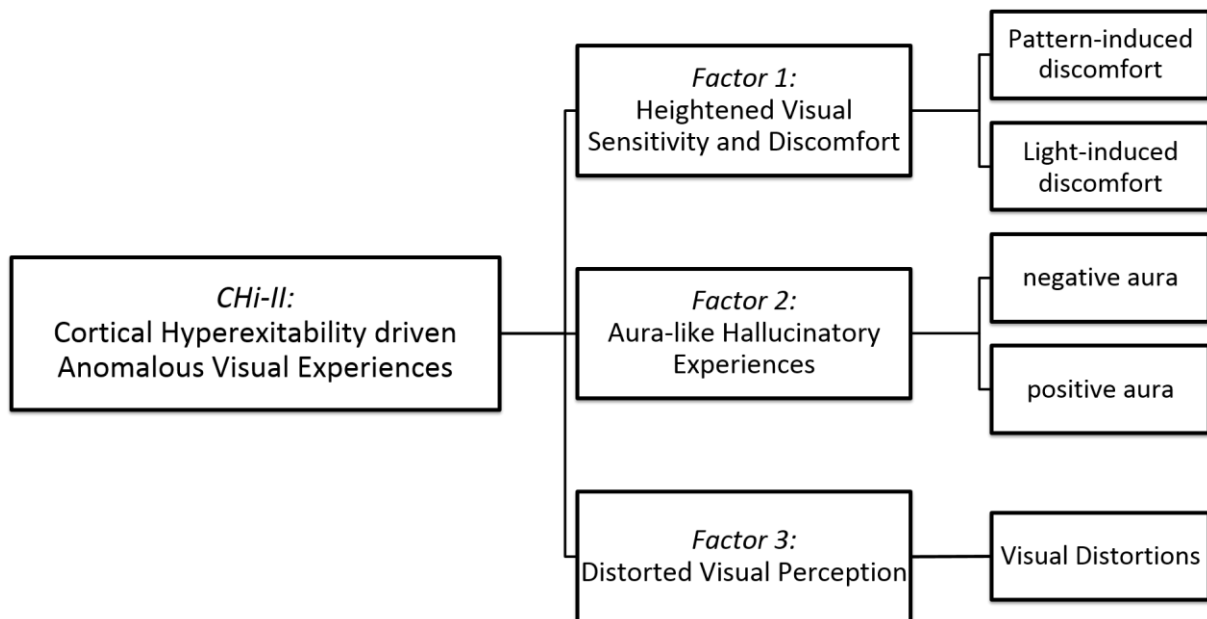 CHi-II:
Cortical Hyperexitability driven
Anomalous Visual Experiences
Factor 1:
Heightened Visual
Sensitivity and Discomfort
Pattern-induced
discomfort
Light-induced
discomfort
Factor 2:
Aura-like Hallucinatory
Experiences
negative aura
positive aura
Factor 3:
Distorted Visual Perception
Visual Distortions